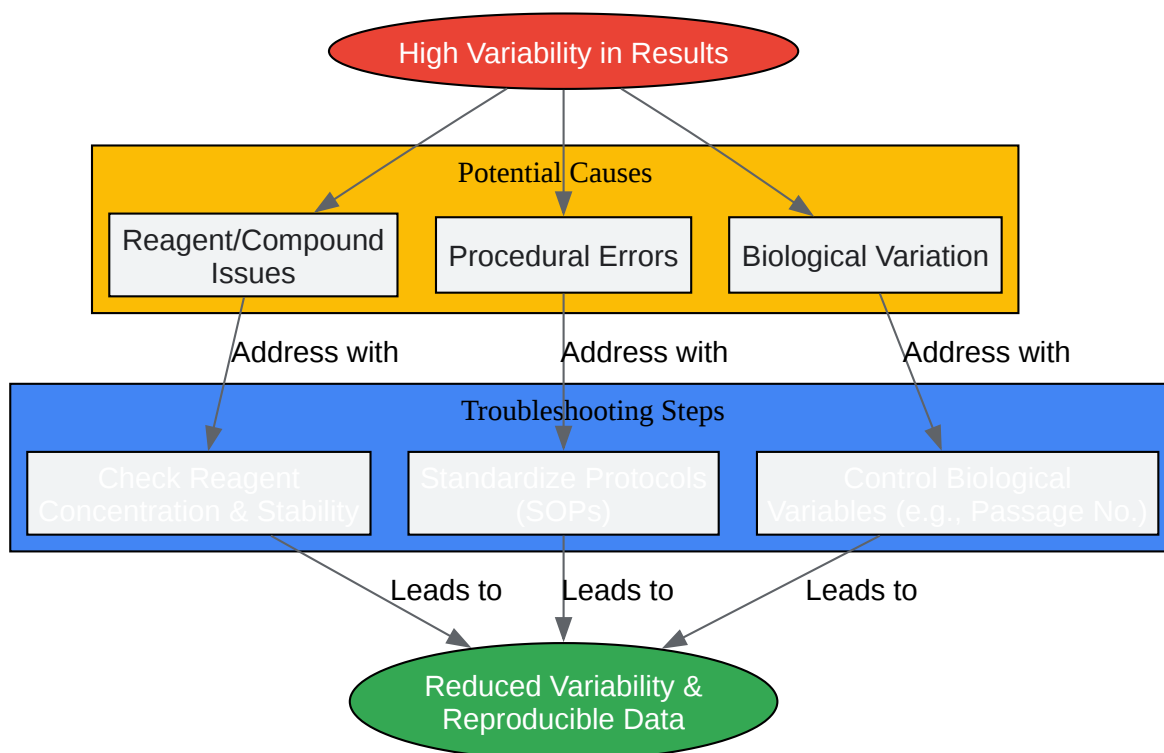 High Variability in Results
Potential Causes
Reagent/Compound
Issues
Procedural Errors
Biological Variation
Address with
Address with
Address with
Troubleshooting Steps
Check Reagent
Concentration & Stability
Standardize Protocols
(SOPs)
Control Biological
Variables (e.g., Passage No.)
Leads to
Leads to
Leads to
Reduced Variability &
Reproducible Data